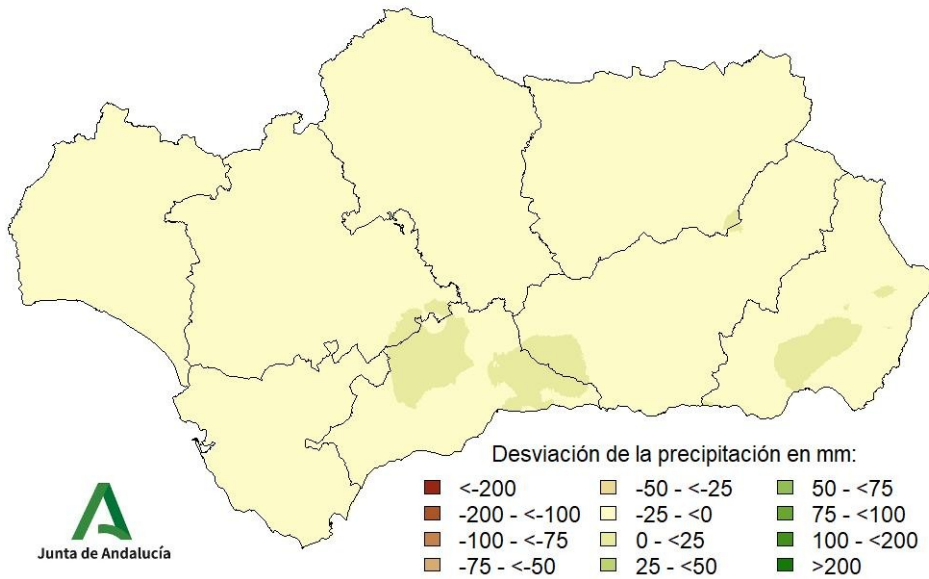 Desviación de la precipitación en mm:
<-200
-200 - <-100
-100 - <-75
-75 - <-50
-50 - <-25
-25 - <0
0 - <25
25 - <50
50 - <75
75 - <100
100 - <200
>200
Junta de Andalucía